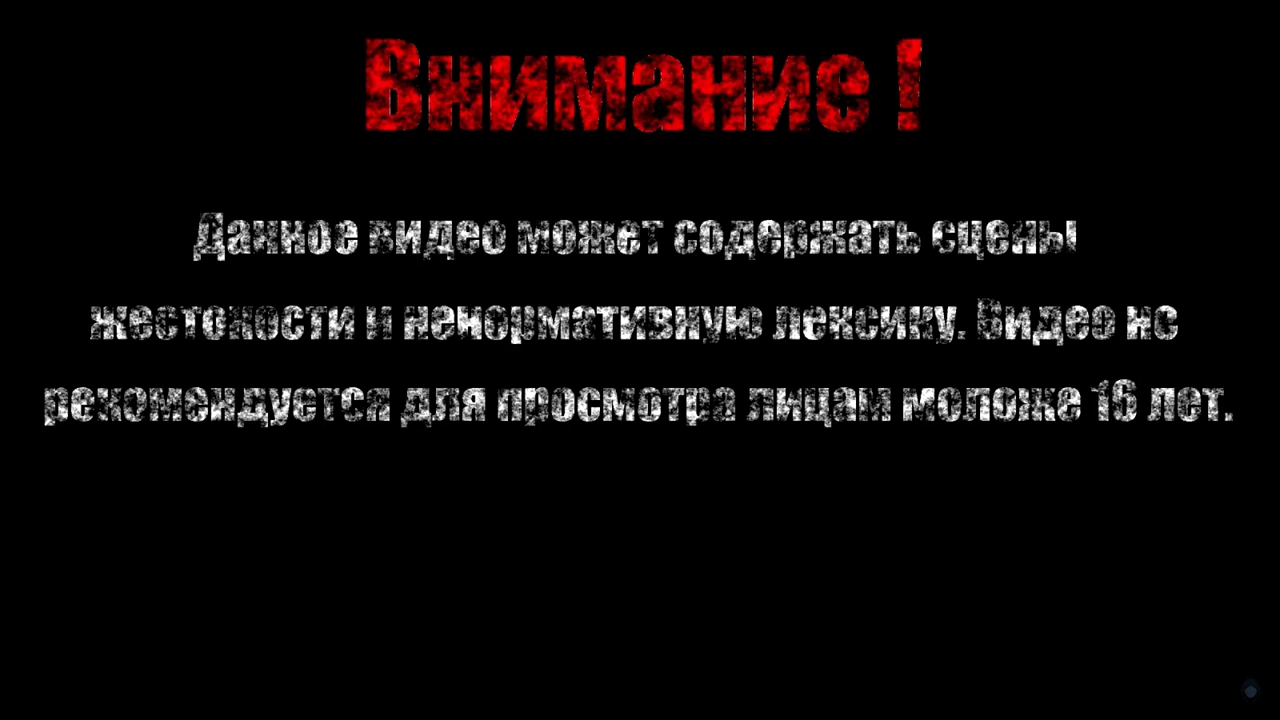 Внимание !
Данное видео может содержать сцены
жестокости и ненормативную лексику. Видео не
рекомендуется для просмотра лицам моложе 16 лет.